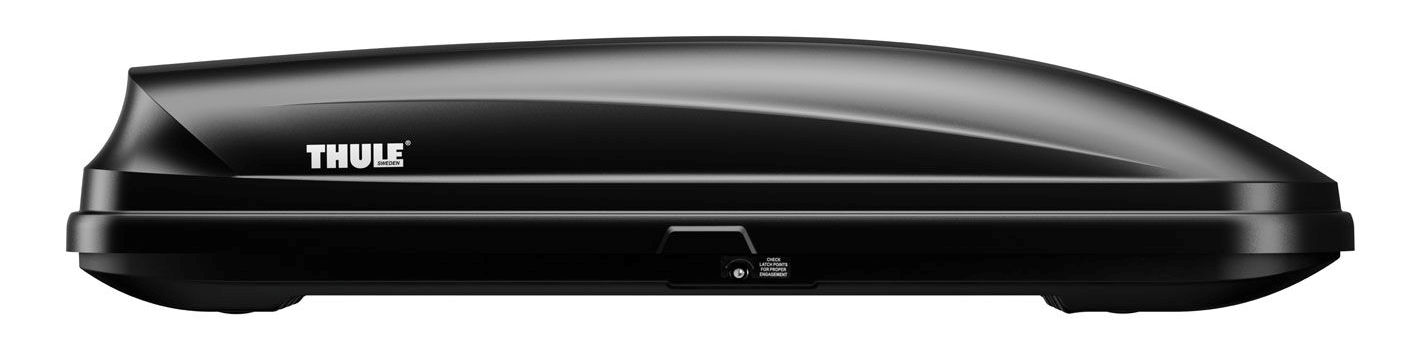 THULE®
SWEDEN
CHECK
LATCH POINTS
FOR PROPER
ENGAGEMENT